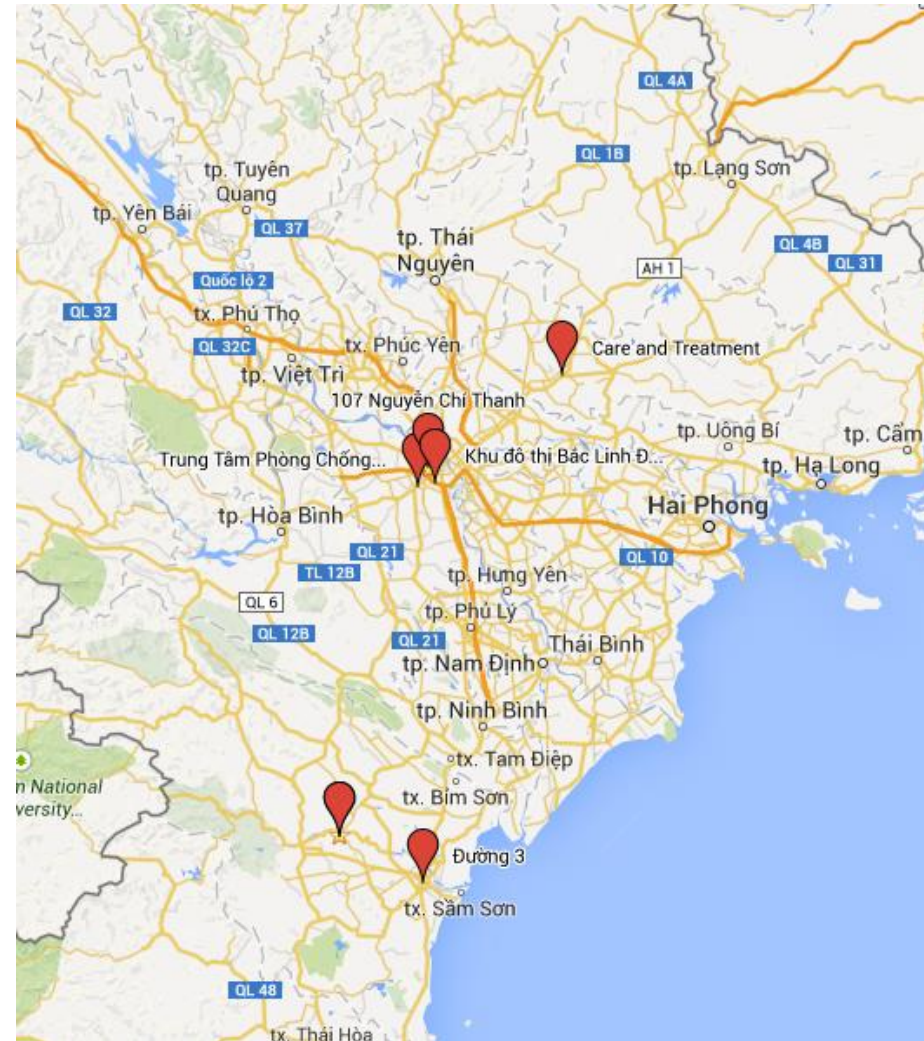 QL 4A
QL 1B
tp. Lạng Sơn
tp. Tuyên
Quang
tp. Yên Bái
QL 37
tp. Thái
Nguyên
QL 4B
QL 31
AH 1
Quốc lộ 2
QL 32
tx. Phú Thọ
QL 32C
tx. Phúc Yên
Care and Treatment
tp. Việt Trì
107 Nguyễn Chí Thanh
tp. Uông Bí
tp. Cẩm
Trung Tâm Phòng Chống...
Khu đô thị Bắc Linh Đ...
tp. Hạ Long
tp. Hòa Bình
Hai Phong
QL 21
QL 10
TL 12B
tp. Hưng Yên
QL 6
tp. Phủ Lý
QL 12B
QL 21
Thái Bình
tp. Nam Định
tp. Ninh Bình
tx. Tam Điệp
n National
versity...
tx. Bỉm Sơn
Đường 3
tx. Sầm Sơn
QL 48
tx. Thái Hòa